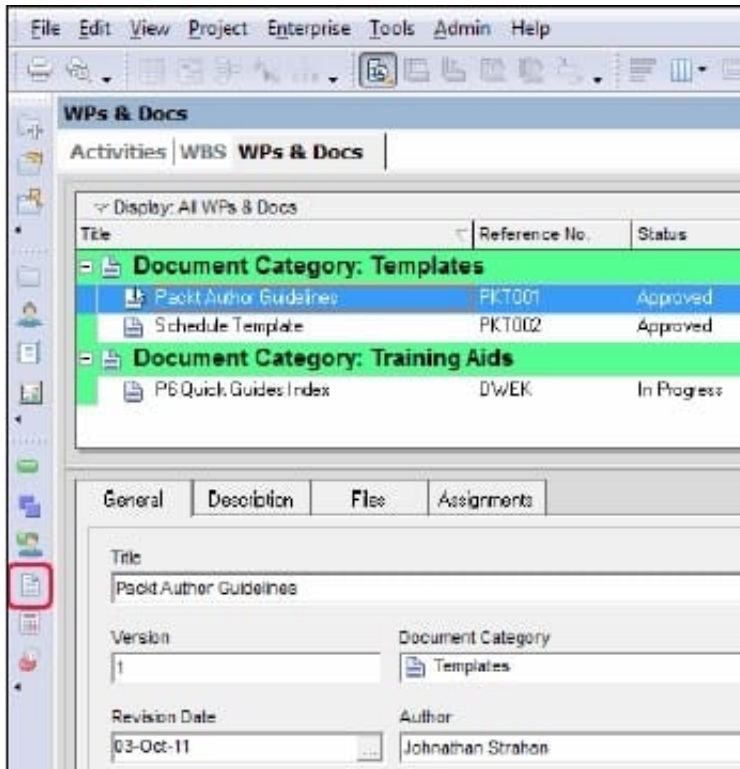 File Edit View Project Enterprise Tools Admin Help
WPs & Docs
Activities WBS WPs & Docs
Display: All WPs & Docs
Title Reference No. Status
Document Category: Templates
Packt Author Guidelines PKT001 Approved
Schedule Template PKT002 Approved
Document Category: Training Aids
P6 Quick Guides Index DWEK In Progress
General Description Files Assignments
Title
Packt Author Guidelines
Version Document Category
1 Templates
Revision Date Author
03-Oct-11 ... Johnathan Strahan